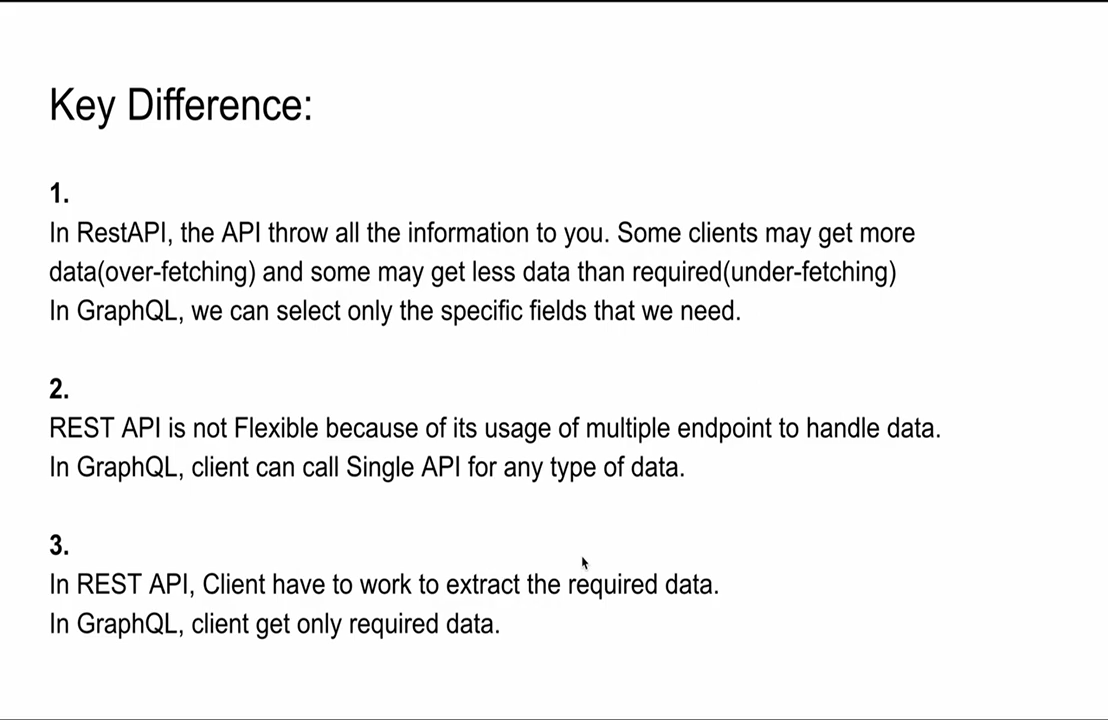 Key Difference:
1.
In RestAPI, the API throw all the information to you. Some clients may get more
data(over-fetching) and some may get less data than required(under-fetching)
In GraphQL, we can select only the specific fields that we need.
2.
REST API is not Flexible because of its usage of multiple endpoint to handle data.
In GraphQL, client can call Single API for any type of data.
3.
In REST API, Client have to work to extract the required data.
In GraphQL, client get only required data.